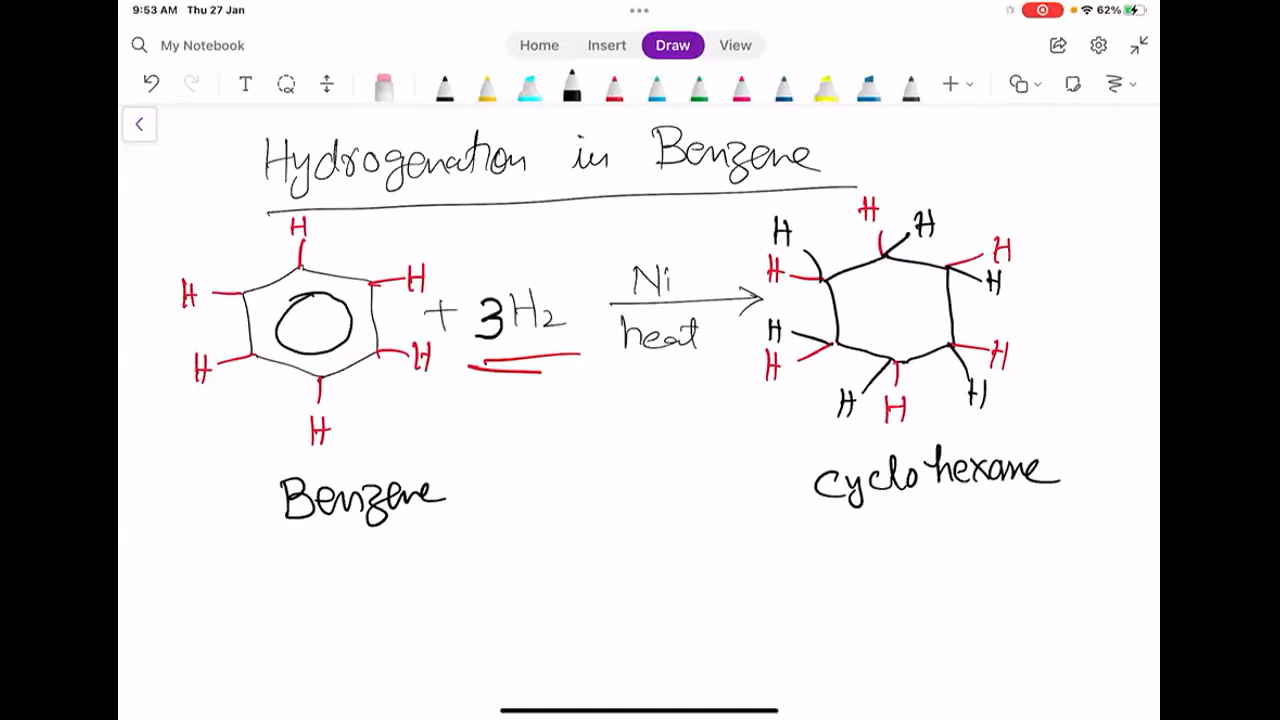 9:53 AM Thu 27 Jan
62%
My Notebook
Home Insert Draw View
T
Hydrogenation in Benzene
H
H H
H H
H
+ 3H2
Ni
heat
H H
H H
H H
H H
H H
H H
Benzene
Cyclohexane